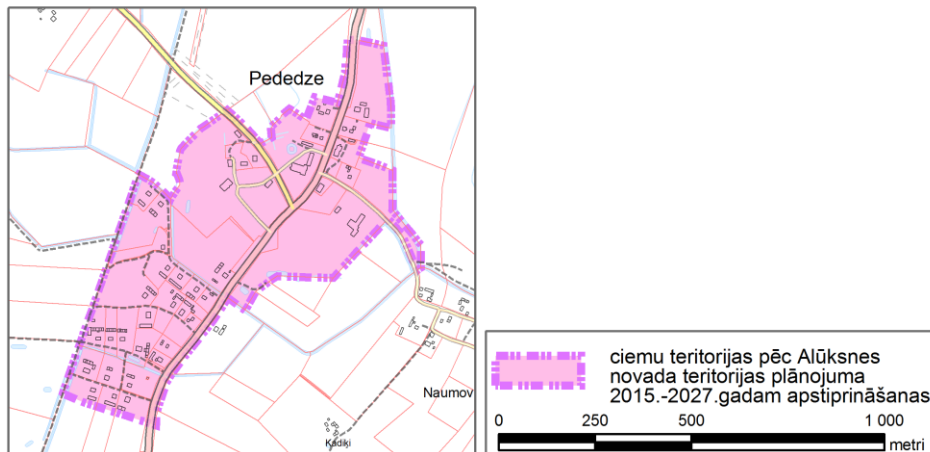 Pededze
Naumov
Kadiķi
ciemu teritorijas pēc Alūksnes
novada teritorijas plānojuma
2015.-2027.gadam apstiprināšanas
0 250 500 1 000
metri